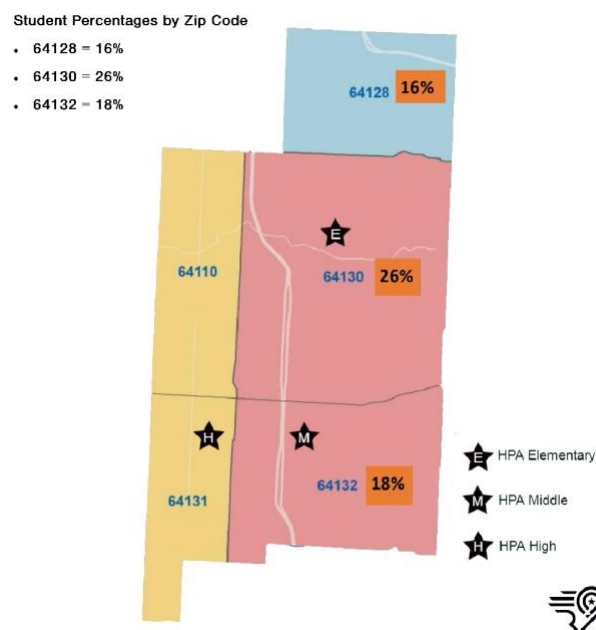 Student Percentages by Zip Code
• 64128 = 16%
• 64130 = 26%
• 64132 = 18%
64128 16%
E
64110
64130 26%
H
M
64131
64132 18%
E HPA Elementary
M HPA Middle
H HPA High